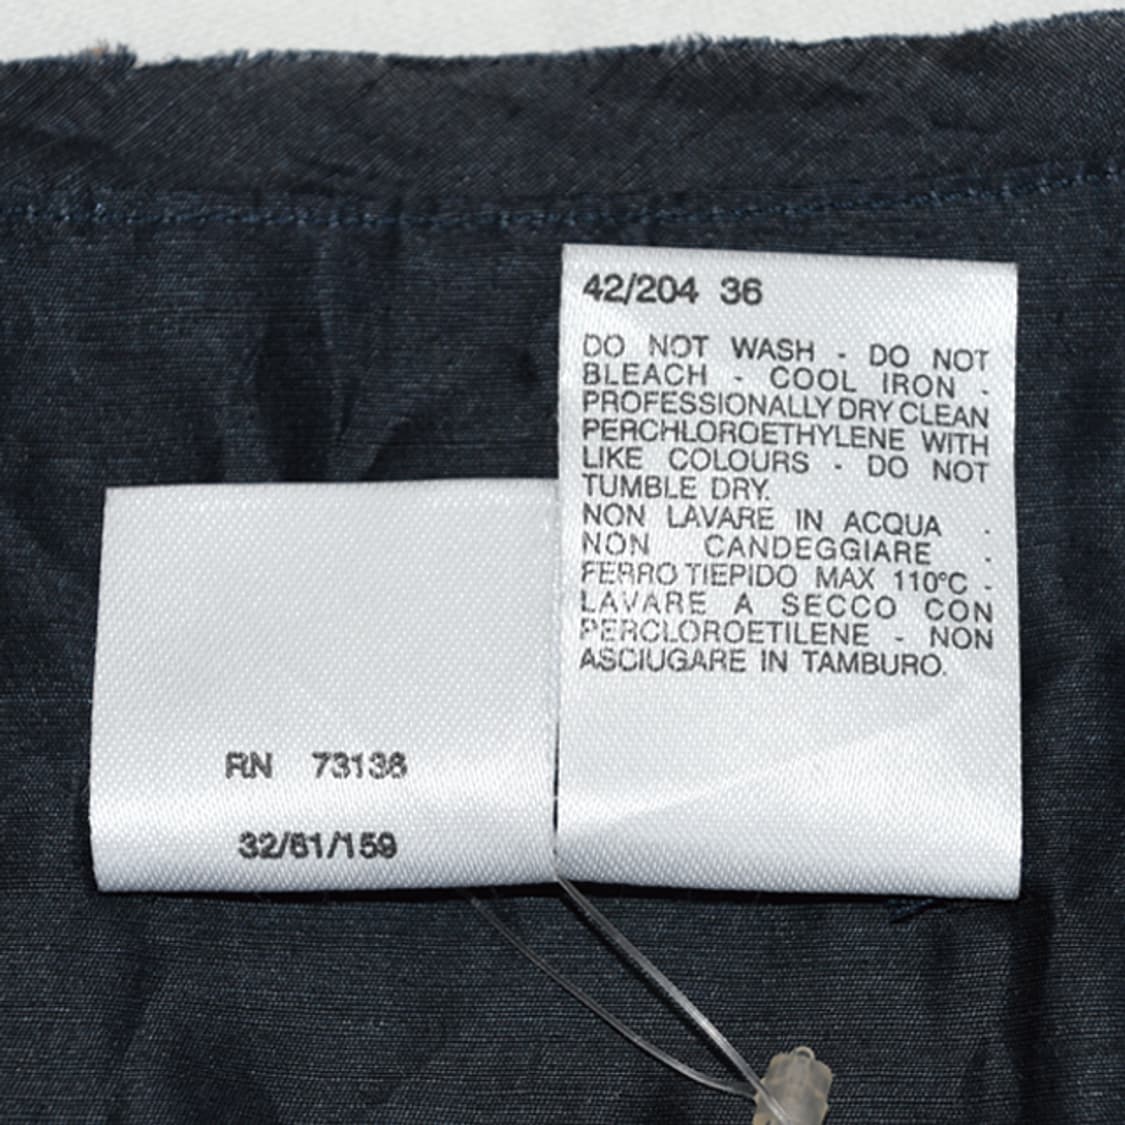 42/204 36
DO NOT WASH - DO NOT
BLEACH - COOL IRON -
PROFESSIONALLY DRY CLEAN
PERCHLOROETHYLENE WITH
LIKE COLOURS - DO NOT
TUMBLE DRY.
NON LAVARE IN ACQUA -
NON CANDEGGIARE -
FERRO TIEPIDO MAX 110°C -
LAVARE A SECCO CON
PERCLOROETILENE - NON
ASCIUGARE IN TAMBURO.
RN 73136
32/61/159